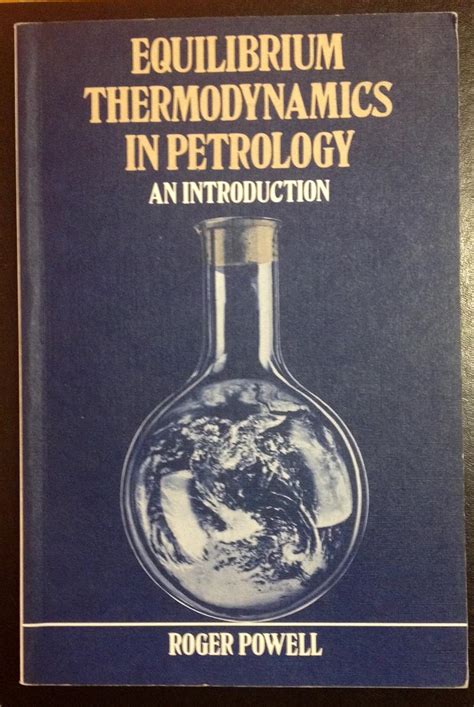 EQUILIBRIUM
THERMODYNAMICS
IN PETROLOGY
AN INTRODUCTION
ROGER POWELL